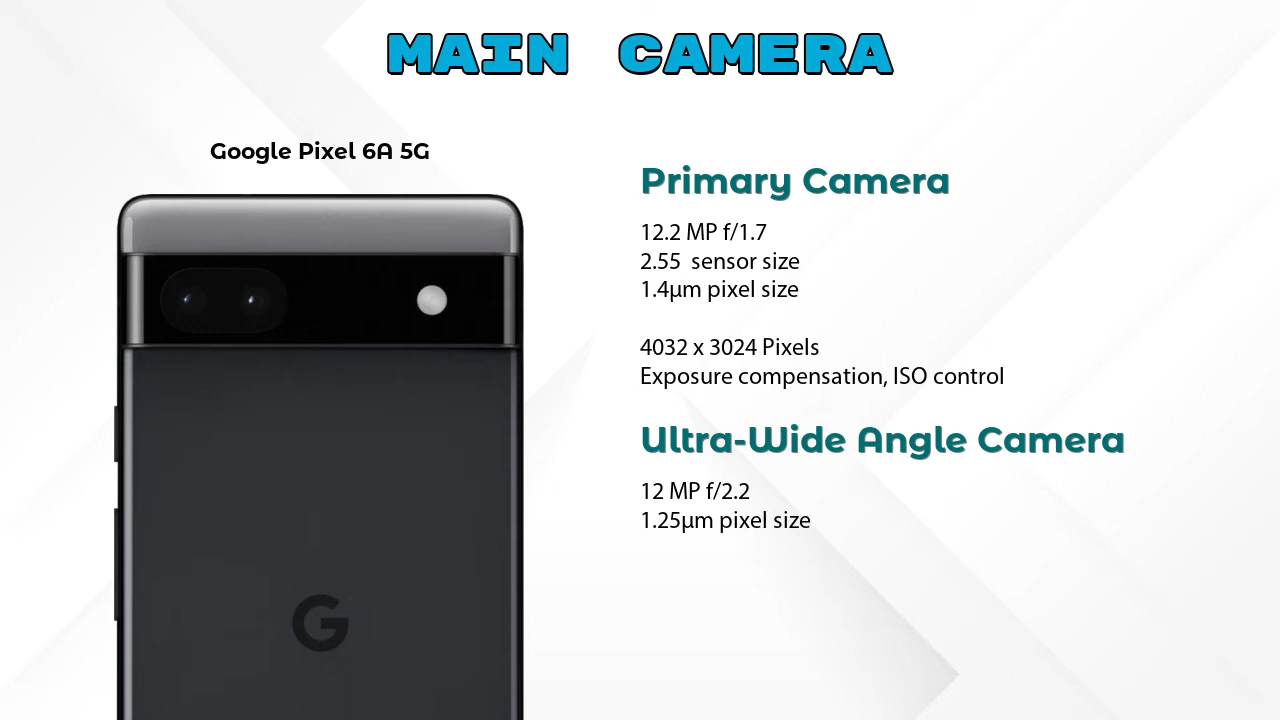 MAIN CAMERA
Google Pixel 6A 5G
Primary Camera
12.2 MP f/1.7
2.55  sensor size
1.4µm pixel size
4032 x 3024 Pixels
Exposure compensation, ISO control
Ultra-Wide Angle Camera
12 MP f/2.2
1.25µm pixel size
G